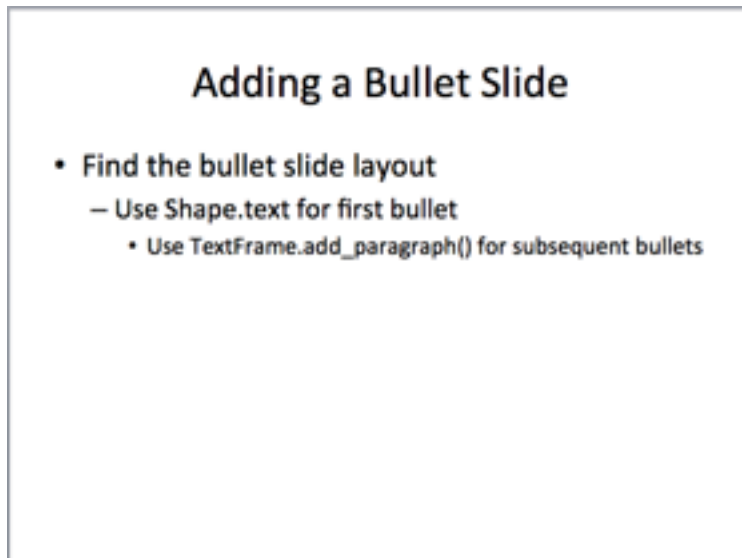 Adding a Bullet Slide
• Find the bullet slide layout
– Use Shape.text for first bullet
• Use TextFrame.add_paragraph() for subsequent bullets